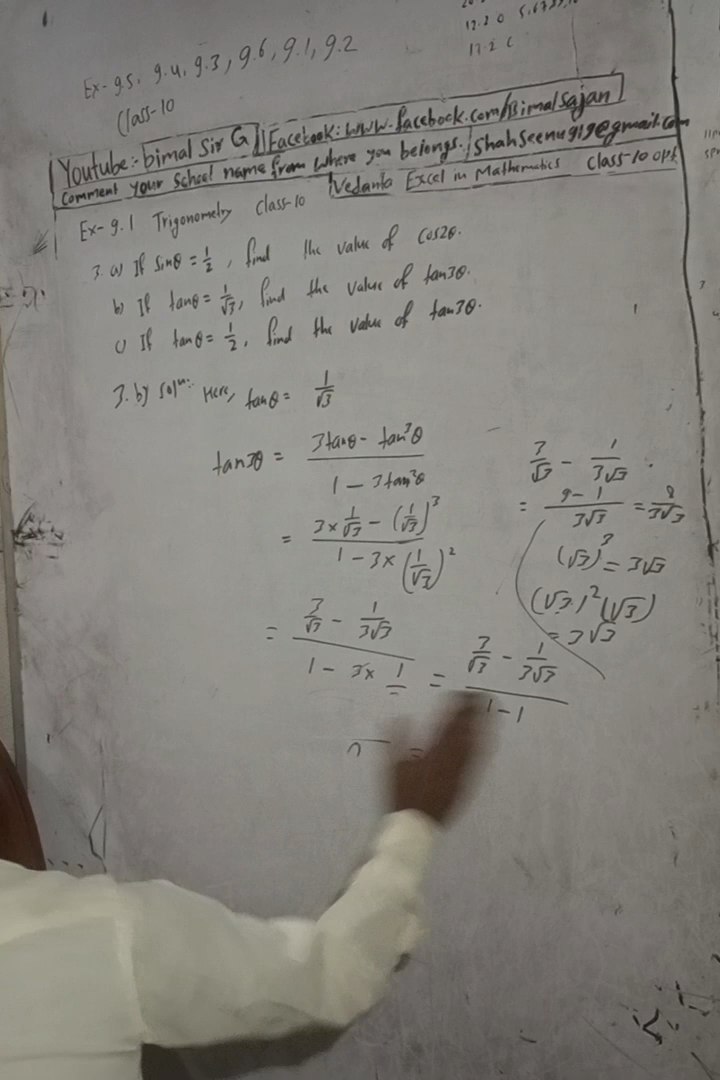 Ex- 9.5, 9.4, 9.3, 9.6, 9.1, 9.2
Class-10
12.2 0
Youtube:- bimal Sir G || Facebook: www.facebook.com/Bimalsajan
Comment your School name from where you belongs. | shahseenu919@gmail.com
Vedanta Excel in Mathematics Class-10 opt
Ex- 9.1 Trigonometry Class-10
3. a) If sinθ = 1/2, find the value of cos2θ.
b) If tanθ = 1/√3, find the value of tan3θ.
c) If tanθ = 1/2, find the value of tan3θ.
3. b) Solⁿ: Here, tanθ = 1/√3
tan3θ = (3tanθ - tan³θ)/(1 - 3tan²θ)
= (3×1/√3 - (1/√3)³)/(1 - 3×(1/√3)²)
= (3/√3 - 1/3√3)/(1 - 3×1/
= (3/√3 - 1/3√3)/(1-1)
3/√3 - 1/3√3
= (9-1)/3√3 = 8/3√3
(√3)³ = 3√3
(√3)²(√3)
= 3√3